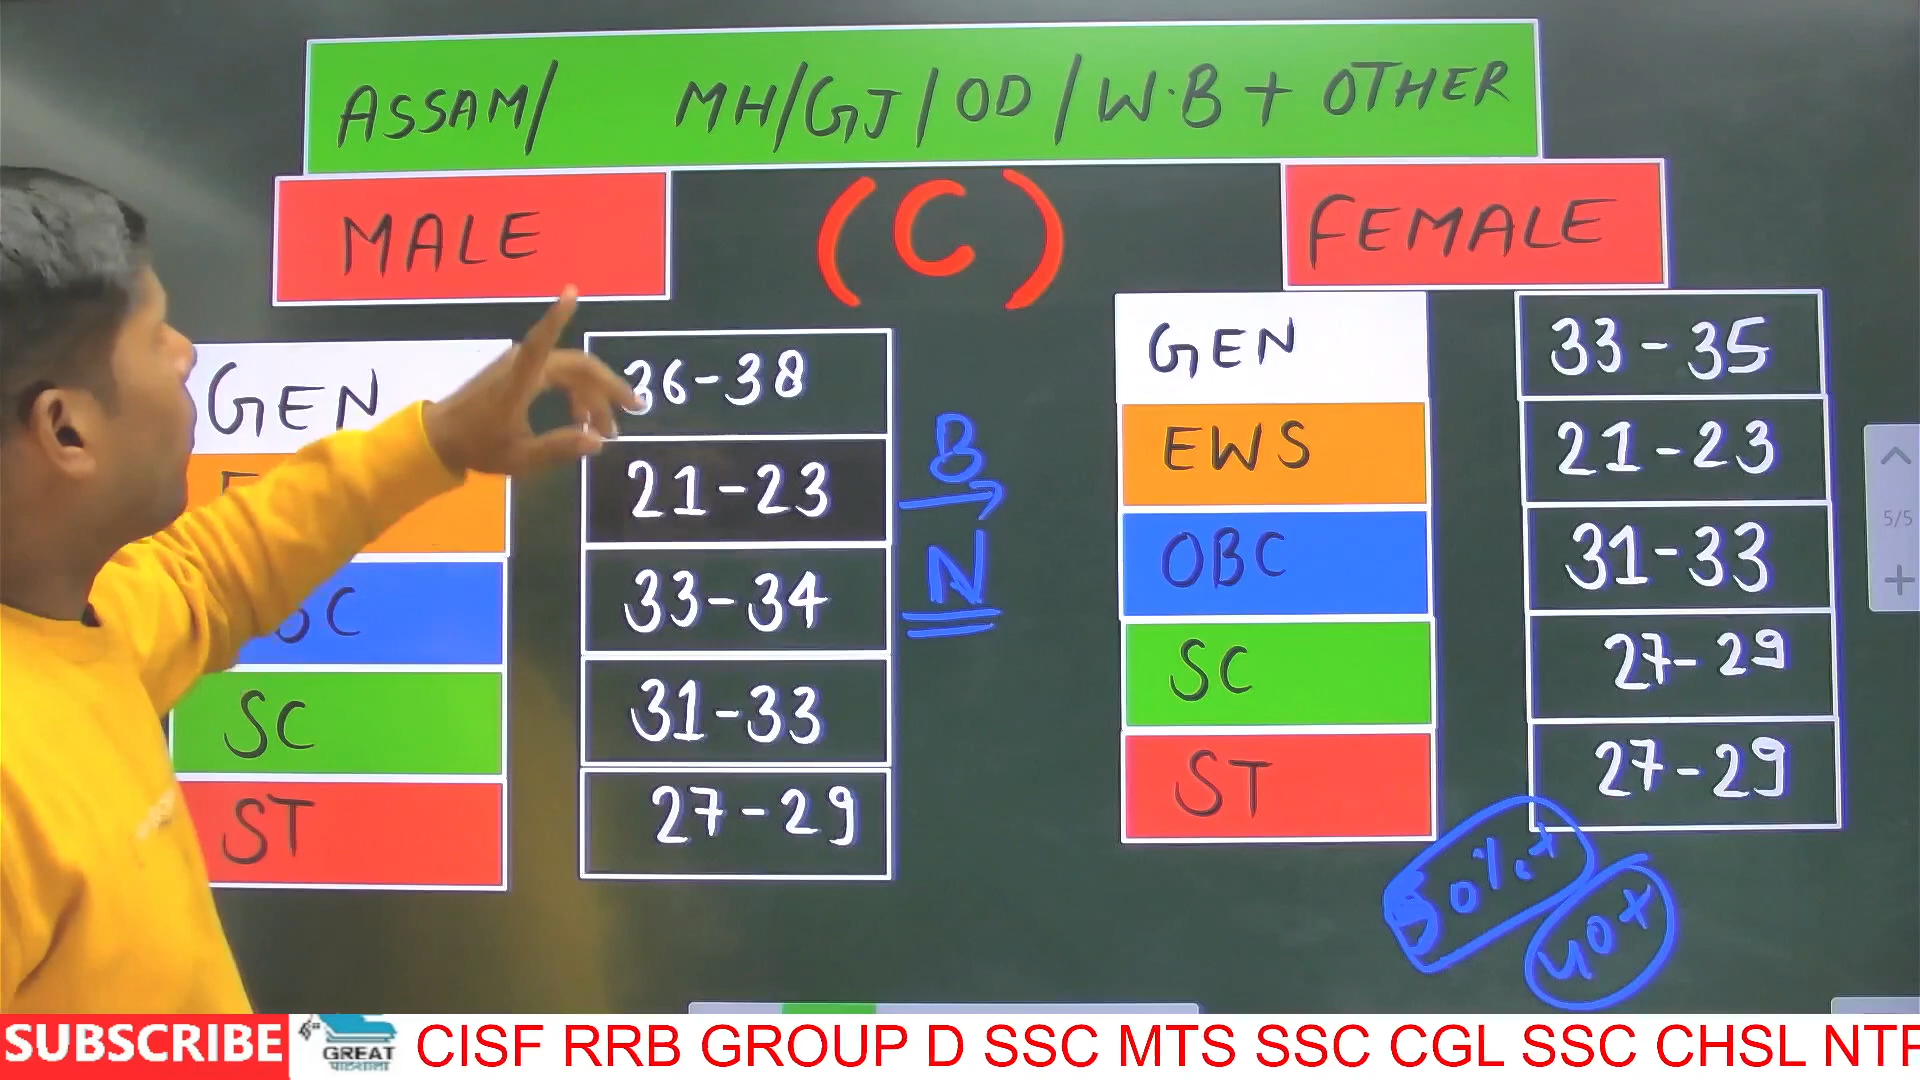 ASSAM/ MH/GJ/OD/W.B + OTHER
MALE (C) FEMALE
GEN 36-38
21-23
33-34
SC 31-33
ST 27-29
B
N
GEN 33-35
EWS 21-23
OBC 31-33
SC 27-29
ST 27-29
50%+
40+
5/5
SUBSCRIBE GREAT पाठशाला CISF RRB GROUP D SSC MTS SSC CGL SSC CHSL